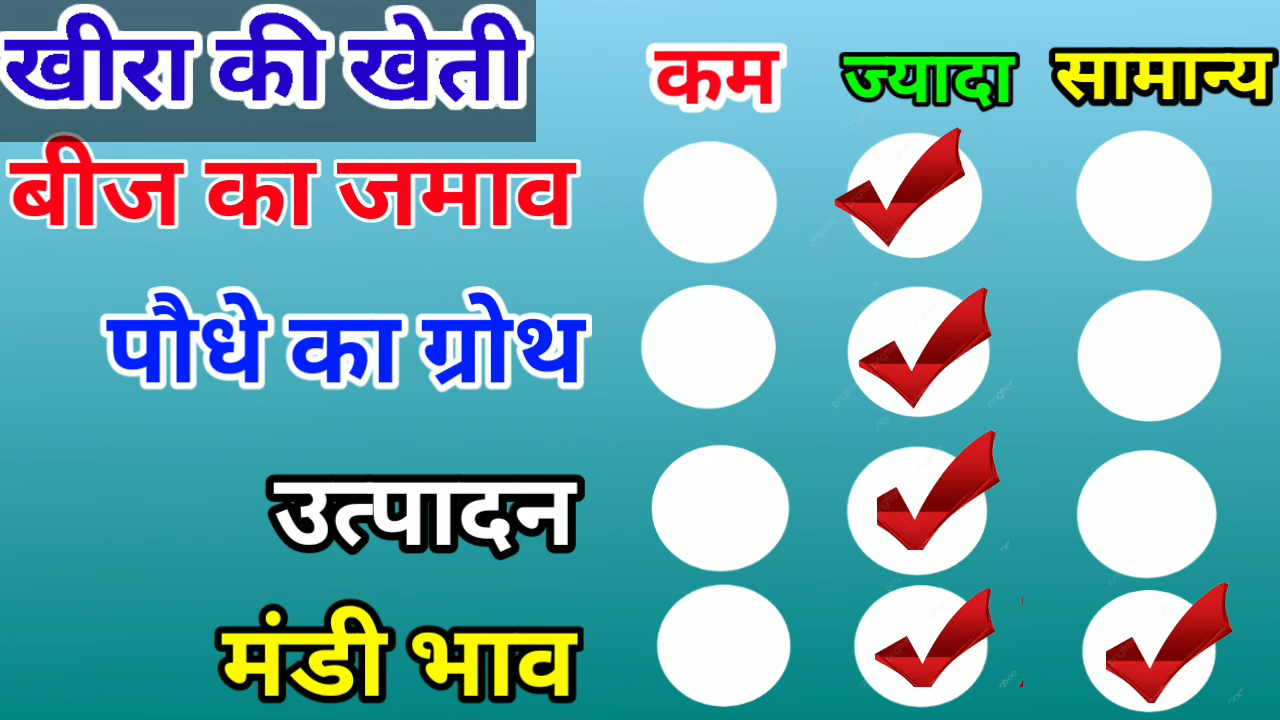 खीरा की खेती
कम ज्यादा सामान्य
बीज का जमाव
पौधे का ग्रोथ
उत्पादन
मंडी भाव